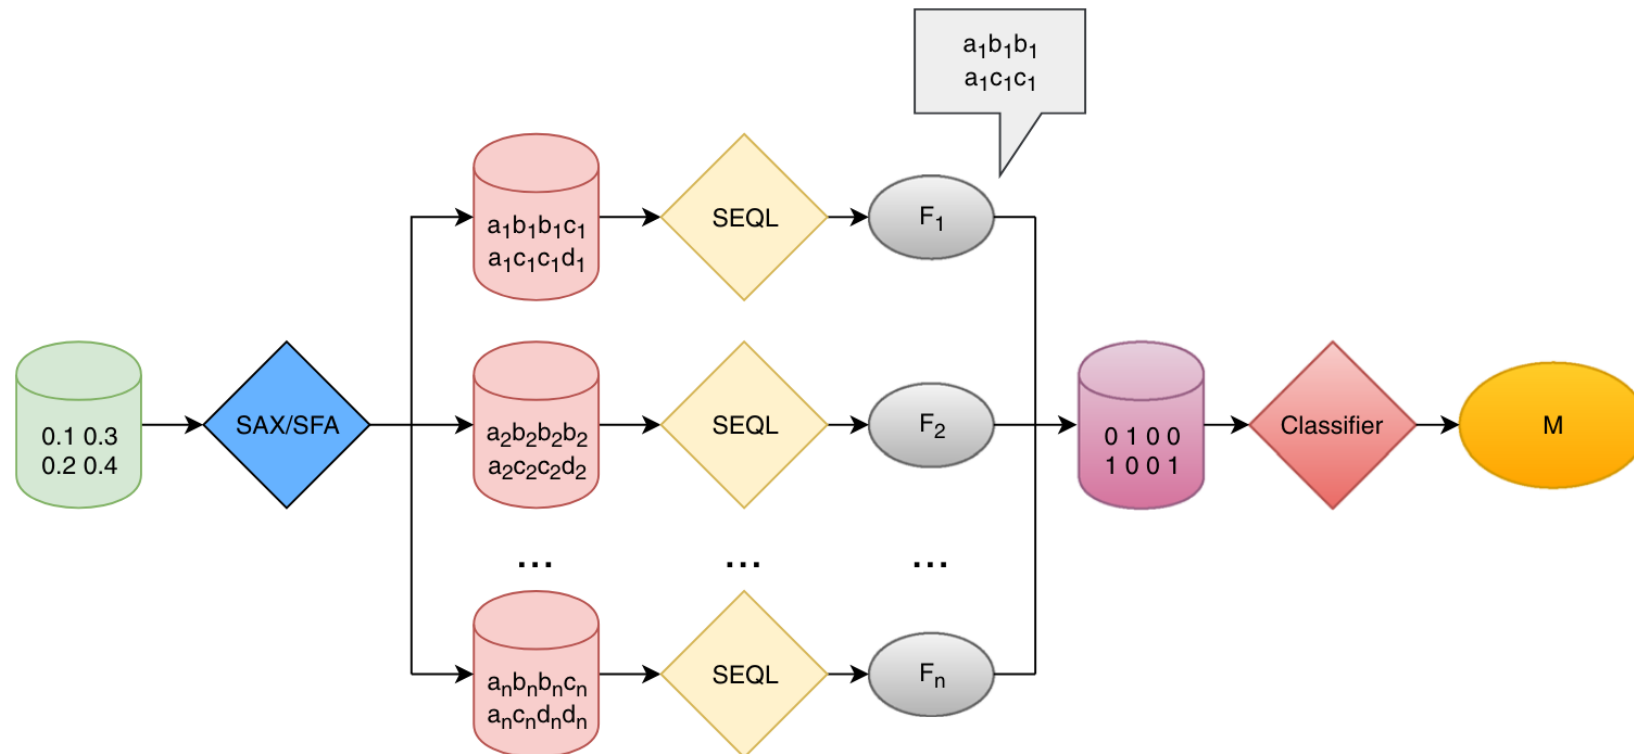 a₁b₁b₁
a₁c₁c₁
a₁b₁b₁c₁
a₁c₁c₁d₁
SEQL
F₁
0.1 0.3
0.2 0.4
SAX/SFA
a₂b₂b₂b₂
a₂c₂c₂d₂
SEQL
F₂
0 1 0 0
1 0 0 1
Classifier
M
...
...
...
aₙbₙbₙcₙ
aₙcₙdₙdₙ
SEQL
Fₙ